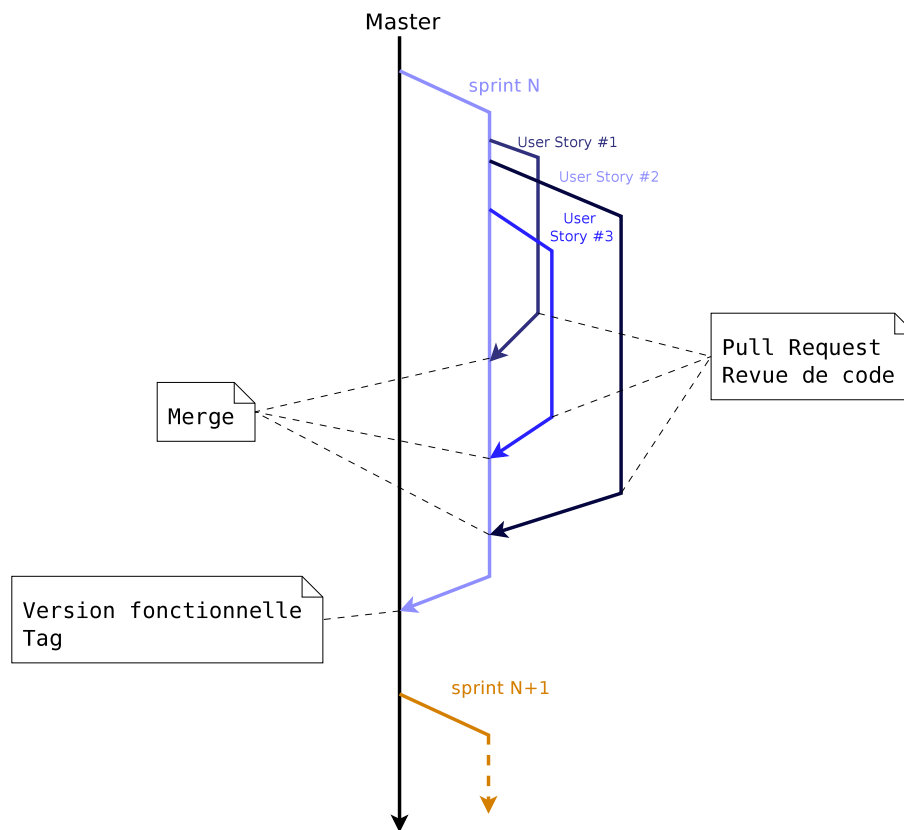 Master
sprint N
User Story #1
User Story #2
User
Story #3
Pull Request
Revue de code
Merge
Version fonctionnelle
Tag
sprint N+1